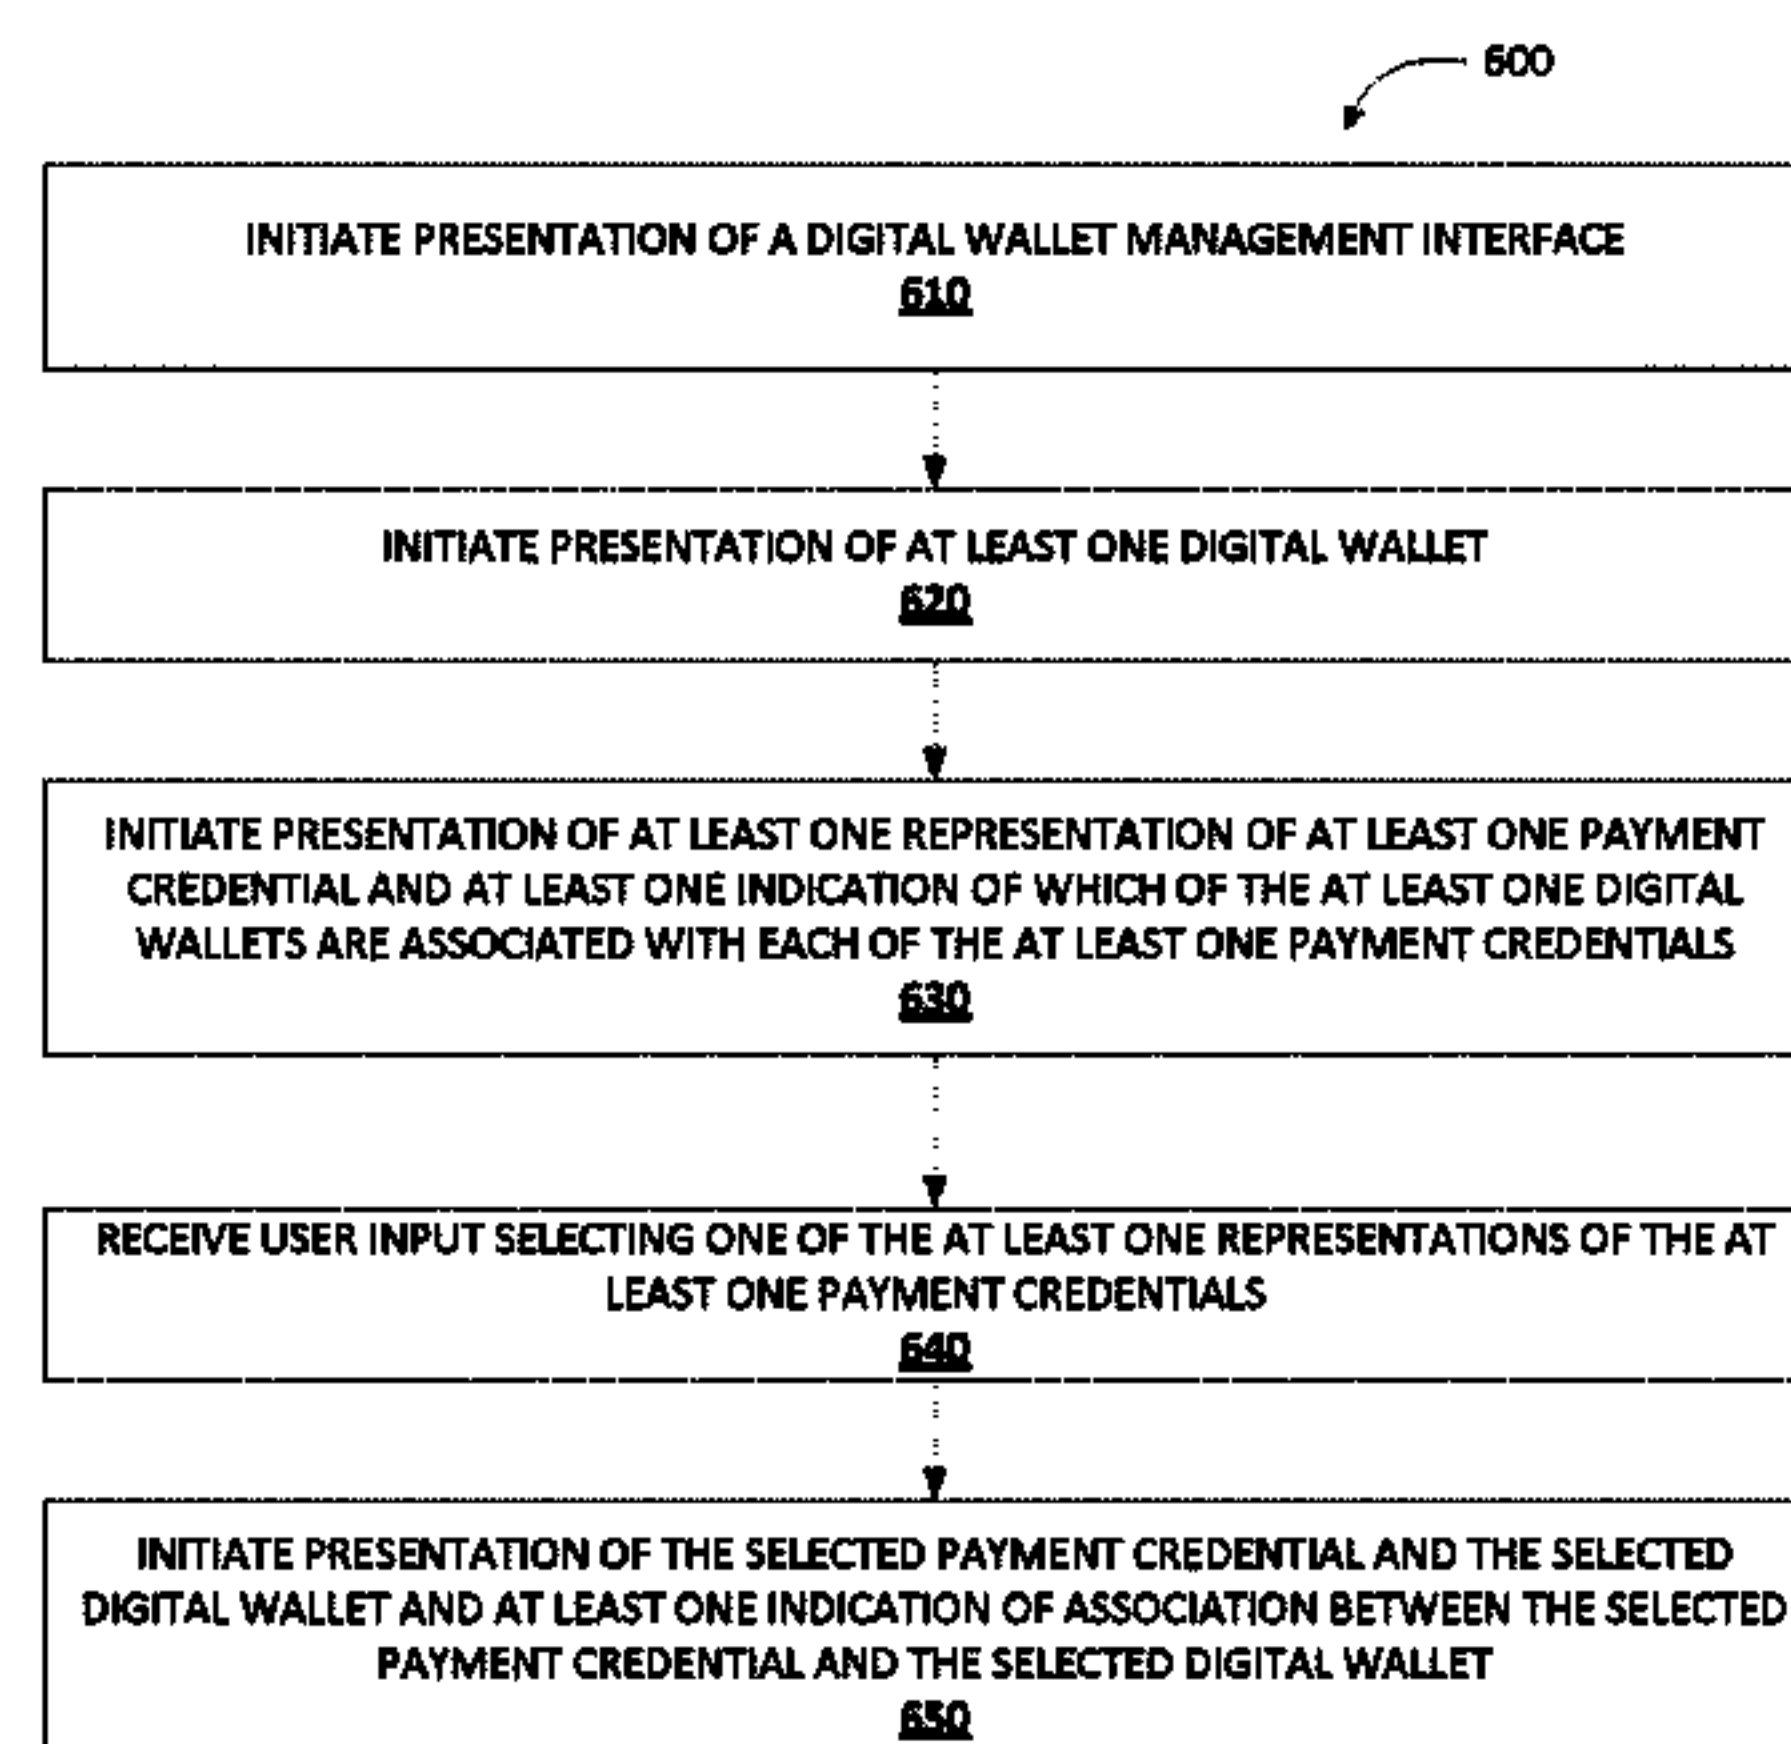 600
INITIATE PRESENTATION OF A DIGITAL WALLET MANAGEMENT INTERFACE
610
INITIATE PRESENTATION OF AT LEAST ONE DIGITAL WALLET
620
INITIATE PRESENTATION OF AT LEAST ONE REPRESENTATION OF AT LEAST ONE PAYMENT
CREDENTIAL AND AT LEAST ONE INDICATION OF WHICH OF THE AT LEAST ONE DIGITAL
WALLETS ARE ASSOCIATED WITH EACH OF THE AT LEAST ONE PAYMENT CREDENTIALS
630
RECEIVE USER INPUT SELECTING ONE OF THE AT LEAST ONE REPRESENTATIONS OF THE AT
LEAST ONE PAYMENT CREDENTIALS
640
INITIATE PRESENTATION OF THE SELECTED PAYMENT CREDENTIAL AND THE SELECTED
DIGITAL WALLET AND AT LEAST ONE INDICATION OF ASSOCIATION BETWEEN THE SELECTED
PAYMENT CREDENTIAL AND THE SELECTED DIGITAL WALLET
650